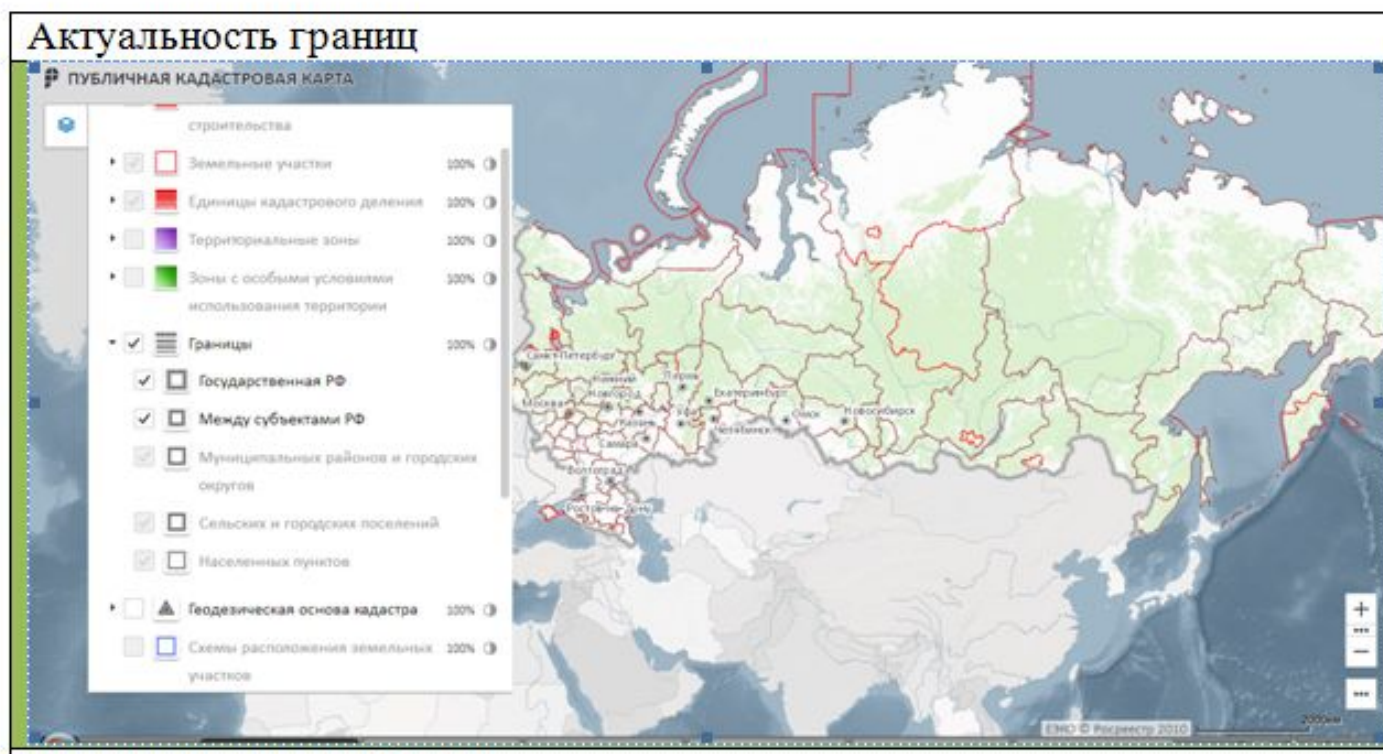 Актуальность границ
ПУБЛИЧНАЯ КАДАСТРОВАЯ КАРТА
строительства
Земельные участки 100%
Единицы кадастрового деления 100%
Территориальные зоны 100%
Зоны с особыми условиями 100%
использования территории
Границы 100%
Государственная РФ
Между субъектами РФ
Муниципальных районов и городских
округов
Сельских и городских поселений
Населенных пунктов
Геодезическая основа кадастра 100%
Схемы расположения земельных 100%
участков
Санкт-Петербург
Нижний
Новгород
Пермь
Екатеринбург
Москва
Казань
Уфа
Челябинск
Омск
Новосибирск
Самара
Волгоград
Ростов-на-Дону
2000км
ЕЭКО © Росреестр 2010